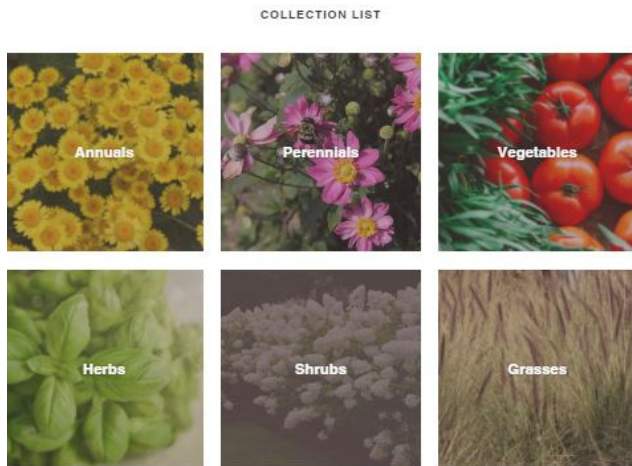 COLLECTION LIST
Annuals
Perennials
Vegetables
Herbs
Shrubs
Grasses